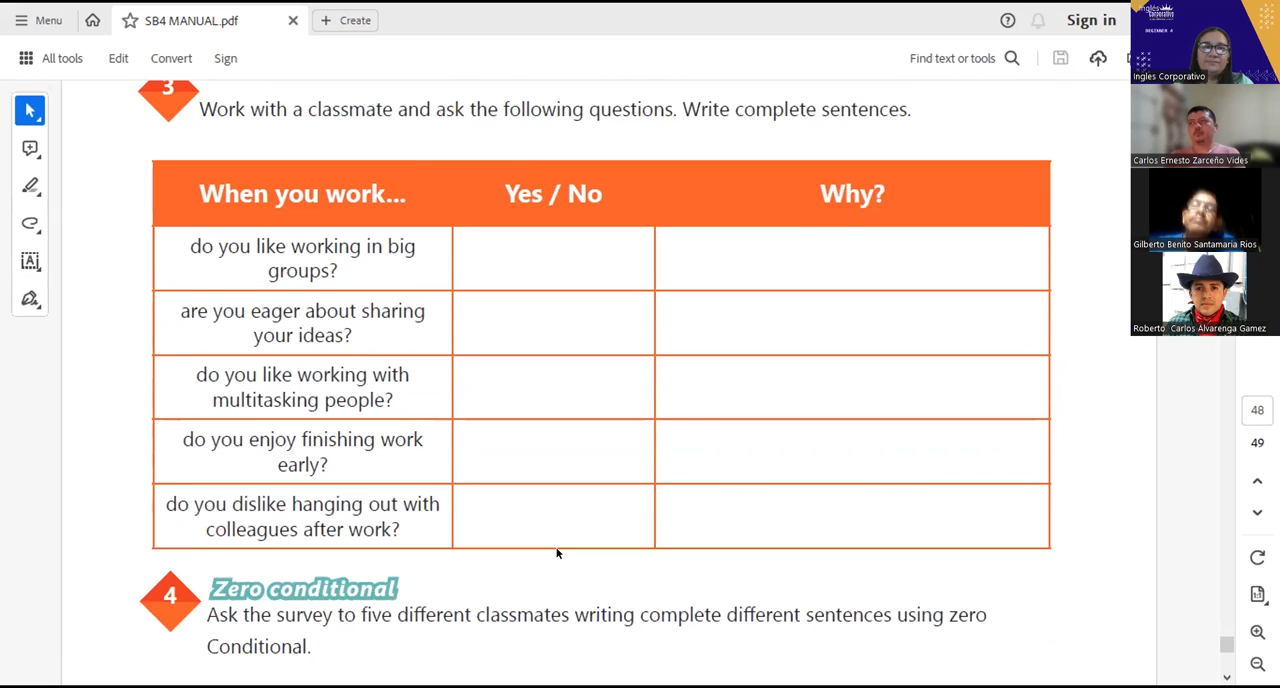 Menu
SB4 MANUAL.pdf
Create
Sign in
All tools
Edit
Convert
Sign
Find text or tools
3
Work with a classmate and ask the following questions. Write complete sentences.
When you work...
Yes / No
Why?
do you like working in big
groups?
are you eager about sharing
your ideas?
do you like working with
multitasking people?
do you enjoy finishing work
early?
do you dislike hanging out with
colleagues after work?
4
Zero conditional
Ask the survey to five different classmates writing complete different sentences using zero
Conditional.
Inglés
Corporativo
BEGINNER 4
Ingles Corporativo
Carlos Ernesto Zarceño Vides
Gilberto Benito Santamaria Rios
Roberto Carlos Alvarenga Gamez
48
49